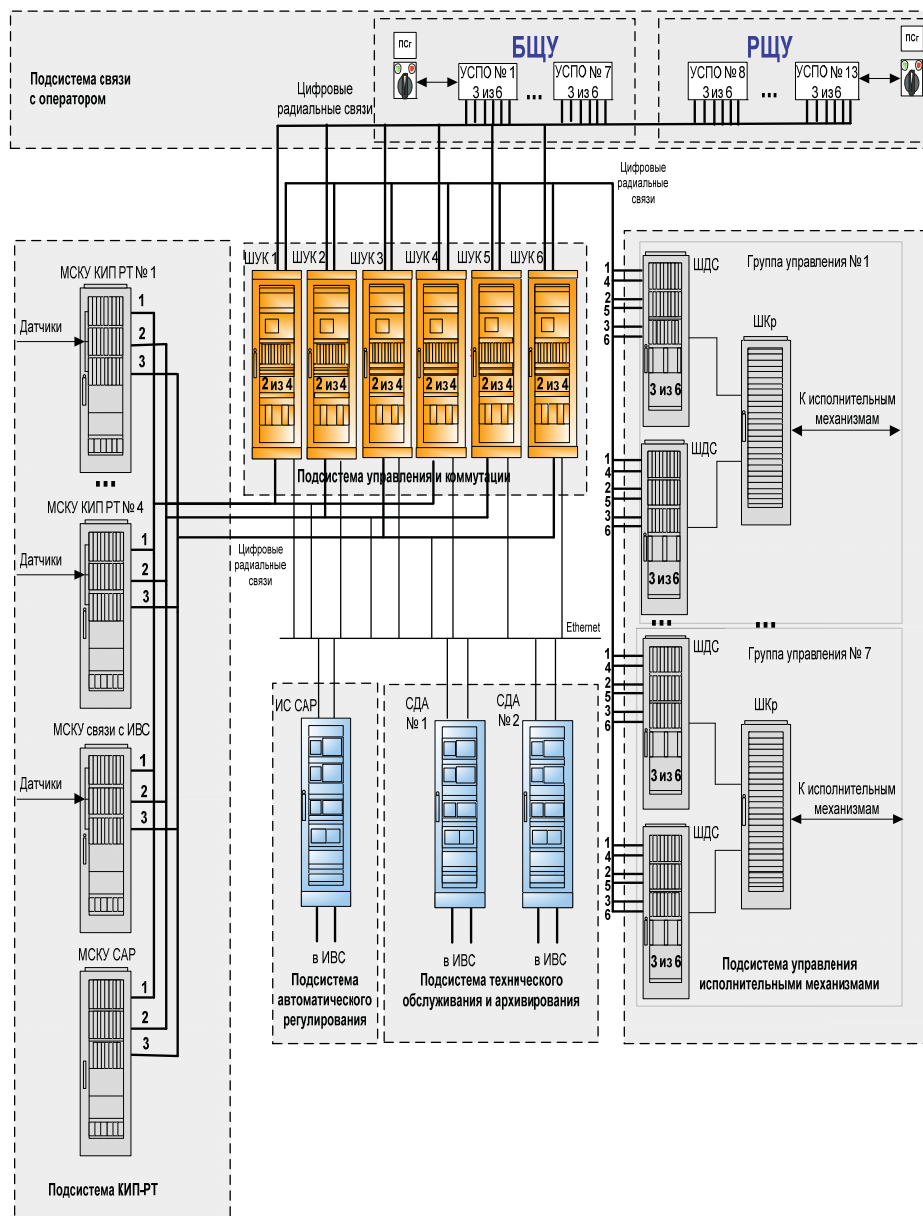 Подсистема связи
с оператором
Цифровые
радиальные связи
БЩУ
ПСг
УСПО № 1
3 из 6
...
УСПО № 7
3 из 6
РЩУ
УСПО № 8
3 из 6
...
УСПО № 13
3 из 6
ПСг
Цифровые
радиальные
связи
МСКУ КИП РТ № 1
Датчики
1
2
3
...
МСКУ КИП РТ № 4
Датчики
1
2
3
МСКУ связи с ИВС
Датчики
1
2
3
МСКУ САР
1
2
3
Подсистема КИП-РТ
ШУК 1
ШУК 2
ШУК 3
ШУК 4
ШУК 5
ШУК 6
2 из 4
2 из 4
2 из 4
2 из 4
2 из 4
2 из 4
Подсистема управления и коммутации
Цифровые
радиальные
связи
Ethernet
ИС САР
в ИВС
Подсистема
автоматического
регулирования
СДА
№ 1
СДА
№ 2
в ИВС
в ИВС
Подсистема технического
обслуживания и архивирования
Группа управления № 1
ШДС
1
4
2
5
3
6
3 из 6
ШКр
К исполнительным
механизмам
ШДС
1
4
2
5
3
6
3 из 6
...
...
Группа управления № 7
ШДС
1
4
2
5
3
6
3 из 6
ШКр
К исполнительным
механизмам
ШДС
1
4
2
5
3
6
3 из 6
Подсистема управления
исполнительными механизмами